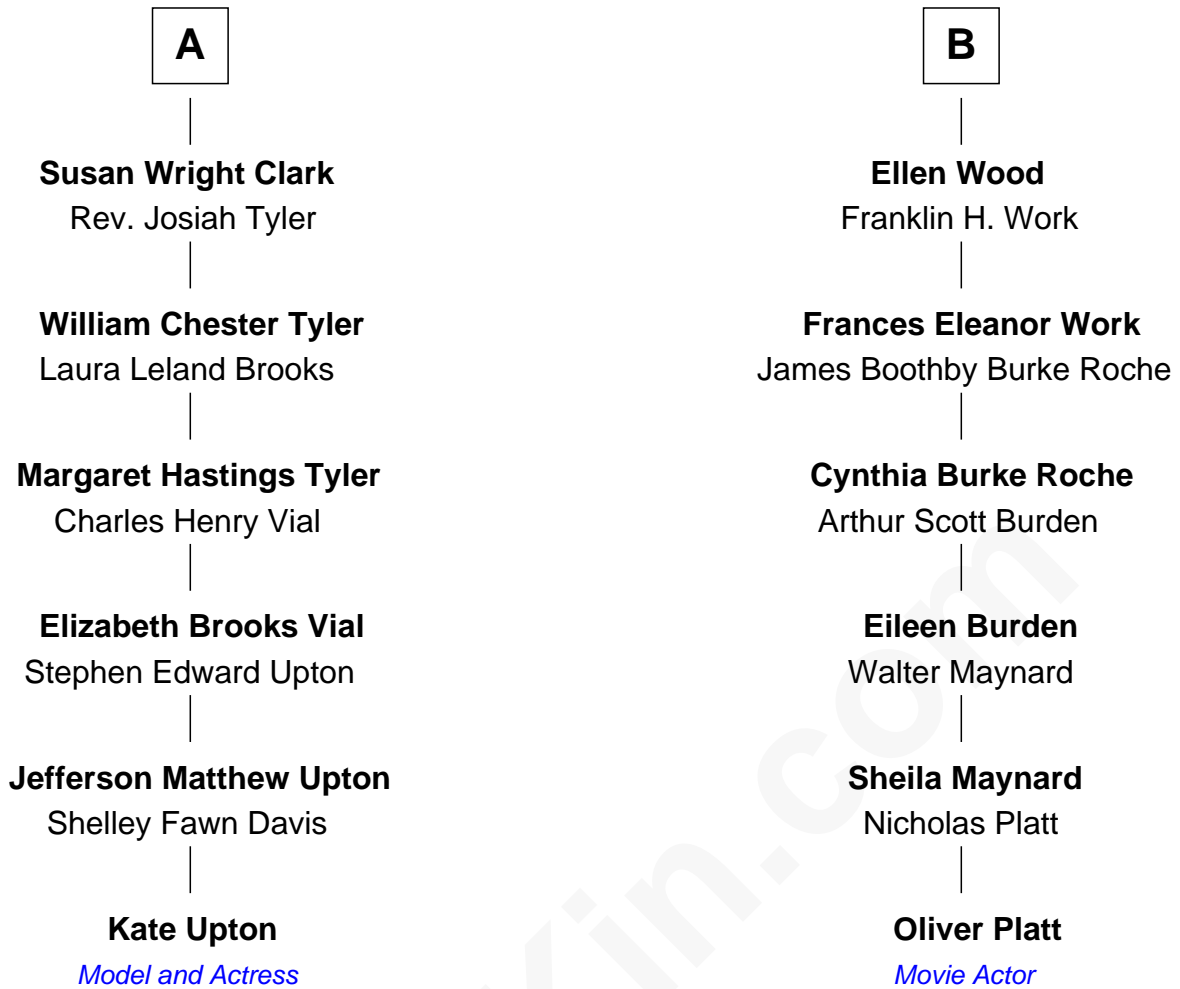 A
Susan Wright Clark
Rev. Josiah Tyler
William Chester Tyler
Laura Leland Brooks
Margaret Hastings Tyler
Charles Henry Vial
Elizabeth Brooks Vial
Stephen Edward Upton
Jefferson Matthew Upton
Shelley Fawn Davis
Kate Upton
Model and Actress
B
Ellen Wood
Franklin H. Work
Frances Eleanor Work
James Boothby Burke Roche
Cynthia Burke Roche
Arthur Scott Burden
Eileen Burden
Walter Maynard
Sheila Maynard
Nicholas Platt
Oliver Platt
Movie Actor
kin.com